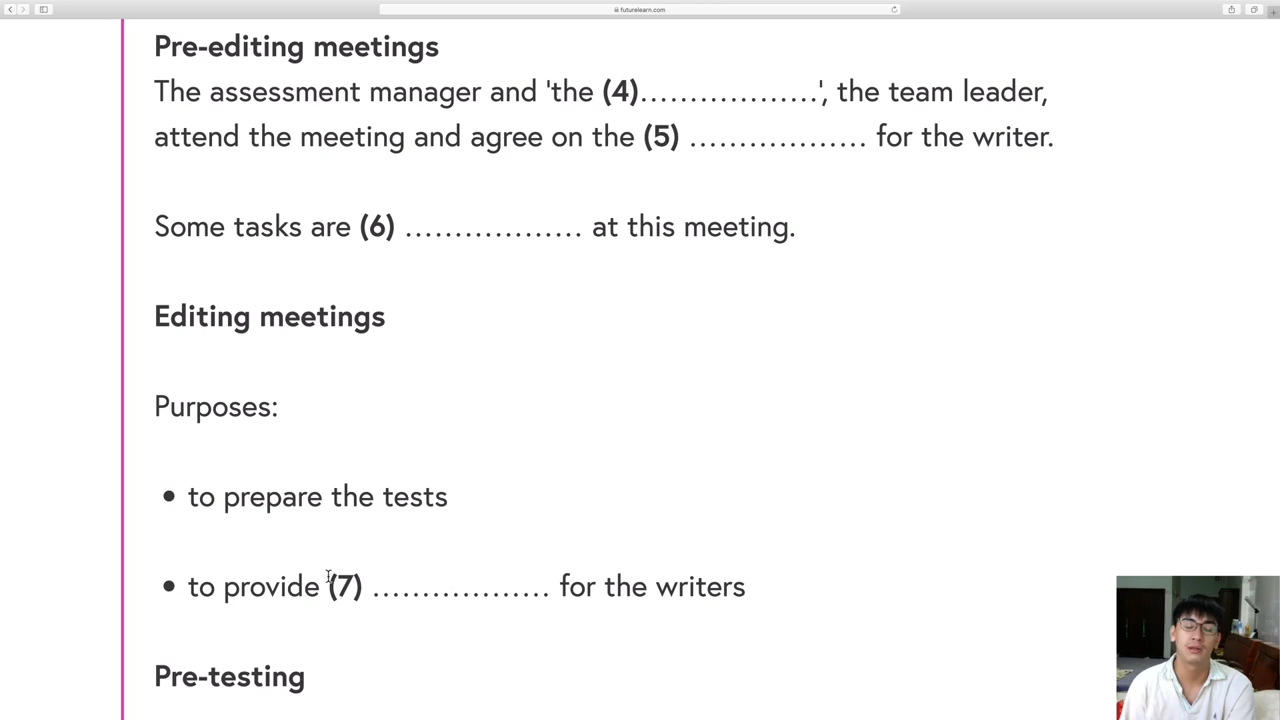 futurelearn.com
Pre-editing meetings
The assessment manager and 'the (4)..................', the team leader,
attend the meeting and agree on the (5) .................. for the writer.
Some tasks are (6) .................. at this meeting.
Editing meetings
Purposes:
• to prepare the tests
• to provide (7) .................. for the writers
Pre-testing